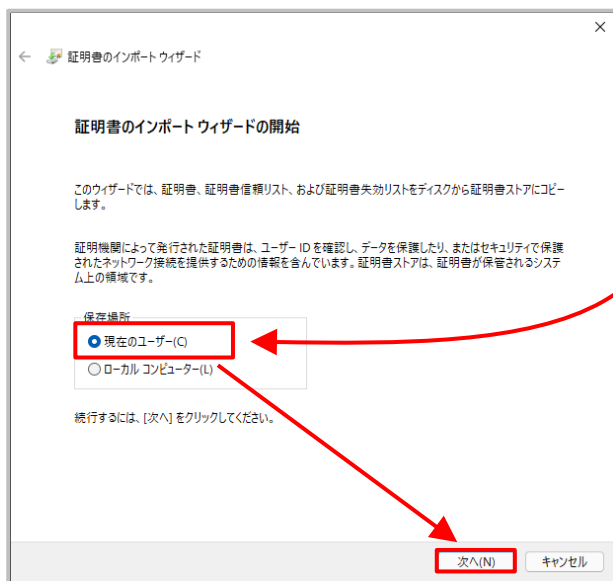 証明書のインポート ウィザード
証明書のインポート ウィザードの開始
このウィザードでは、証明書、証明書信頼リスト、および証明書失効リストをディスクから証明書ストアにコピー
します。
証明機関によって発行された証明書は、ユーザー ID を確認し、データを保護したり、またはセキュリティで保護
されたネットワーク接続を提供するための情報を含んでいます。証明書ストアは、証明書が保管されるシステ
ム上の領域です。
保存場所
現在のユーザー(C)
ローカル コンピューター(L)
続行するには、[次へ] をクリックしてください。
次へ(N) キャンセル